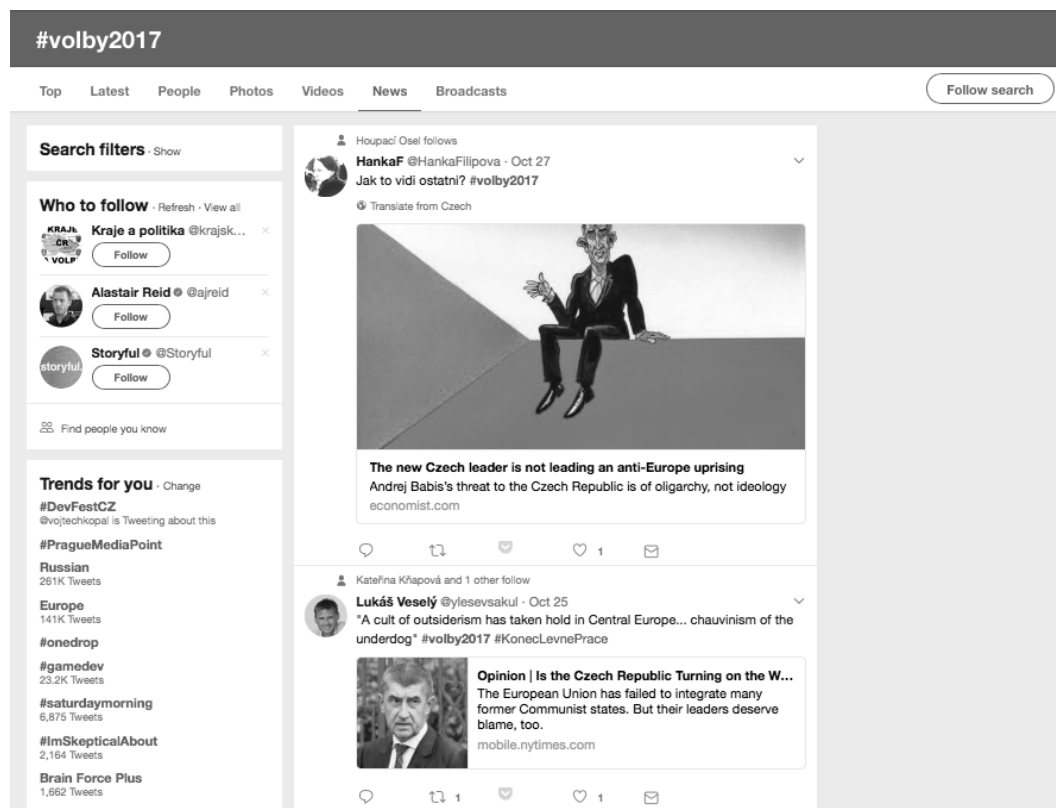 #volby2017
Top Latest People Photos Videos News Broadcasts Follow search
Search filters · Show
Who to follow · Refresh · View all
KRAJE
ČR
VOLP
Kraje a politika @krajsk... ×
Follow
Alastair Reid @ajreid ×
Follow
storyful.
Storyful @Storyful ×
Follow
Find people you know
Trends for you · Change
#DevFestCZ
@vojtechkopal is Tweeting about this
#PragueMediaPoint
Russian
261K Tweets
Europe
141K Tweets
#onedrop
#gamedev
23.2K Tweets
#saturdaymorning
6,875 Tweets
#ImSkepticalAbout
2,164 Tweets
Brain Force Plus
1,662 Tweets
Houpací Osel follows
HankaF @HankaFilipova · Oct 27
Jak to vidi ostatni? #volby2017
Translate from Czech
The new Czech leader is not leading an anti-Europe uprising
Andrej Babis's threat to the Czech Republic is of oligarchy, not ideology
economist.com
1
Kateřina Kňapová and 1 other follow
Lukáš Veselý @ylesevsakul · Oct 25
"A cult of outsiderism has taken hold in Central Europe... chauvinism of the
underdog" #volby2017 #KonecLevnePrace
Opinion | Is the Czech Republic Turning on the W...
The European Union has failed to integrate many
former Communist states. But their leaders deserve
blame, too.
mobile.nytimes.com
1 1